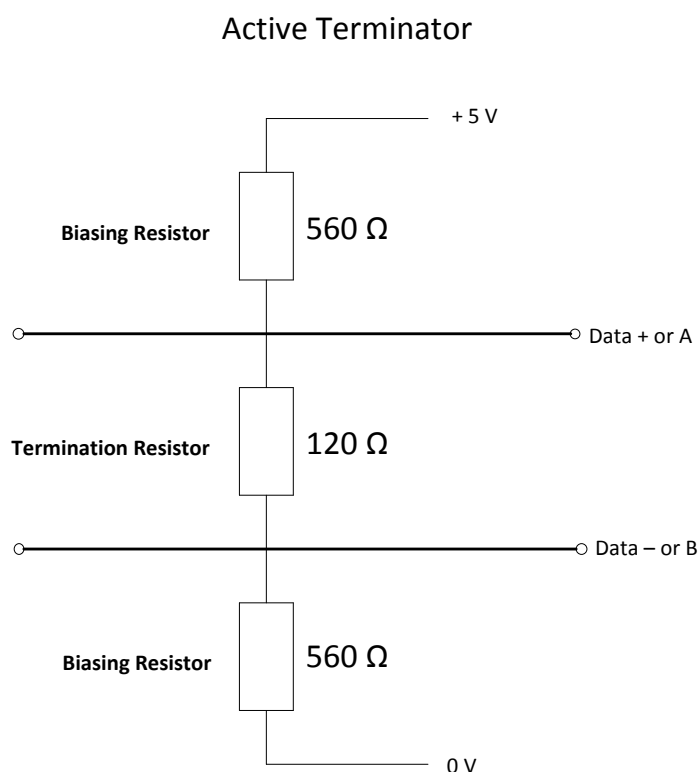 Active Terminator
+ 5 V
Biasing Resistor
560 Ω
Data + or A
Termination Resistor
120 Ω
Data – or B
Biasing Resistor
560 Ω
0 V